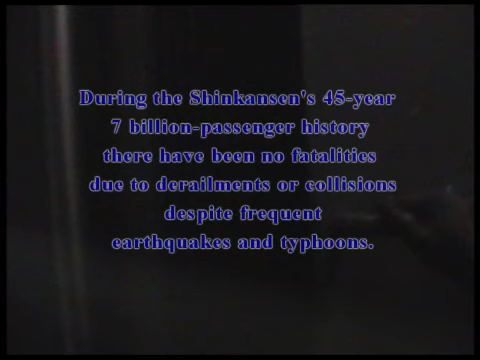 During the Shinkansen's 45-year
7 billion-passenger history
there have been no fatalities
due to derailments or collisions
despite frequent
earthquakes and typhoons.